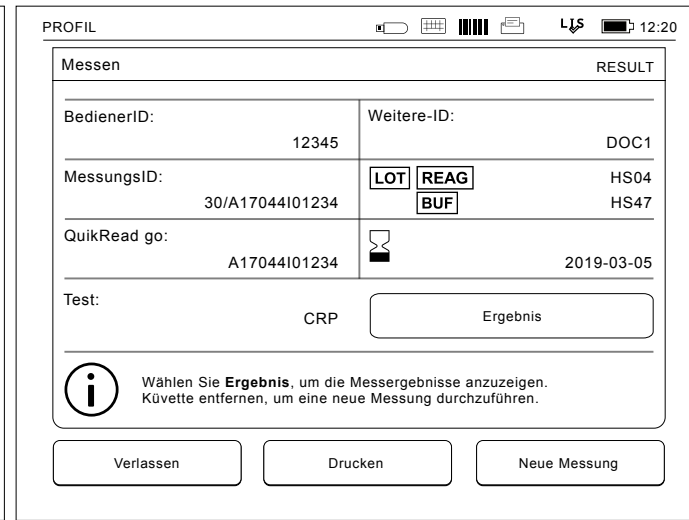 PROFIL LIS 12:20
Messen RESULT
BedienerID: Weitere-ID:
12345 DOC1
MessungsID: LOT REAG HS04
30/A17044I01234 BUF HS47
QuikRead go:
A17044I01234 2019-03-05
Test:
CRP Ergebnis
Wählen Sie Ergebnis, um die Messergebnisse anzuzeigen.
Küvette entfernen, um eine neue Messung durchzuführen.
Verlassen Drucken Neue Messung